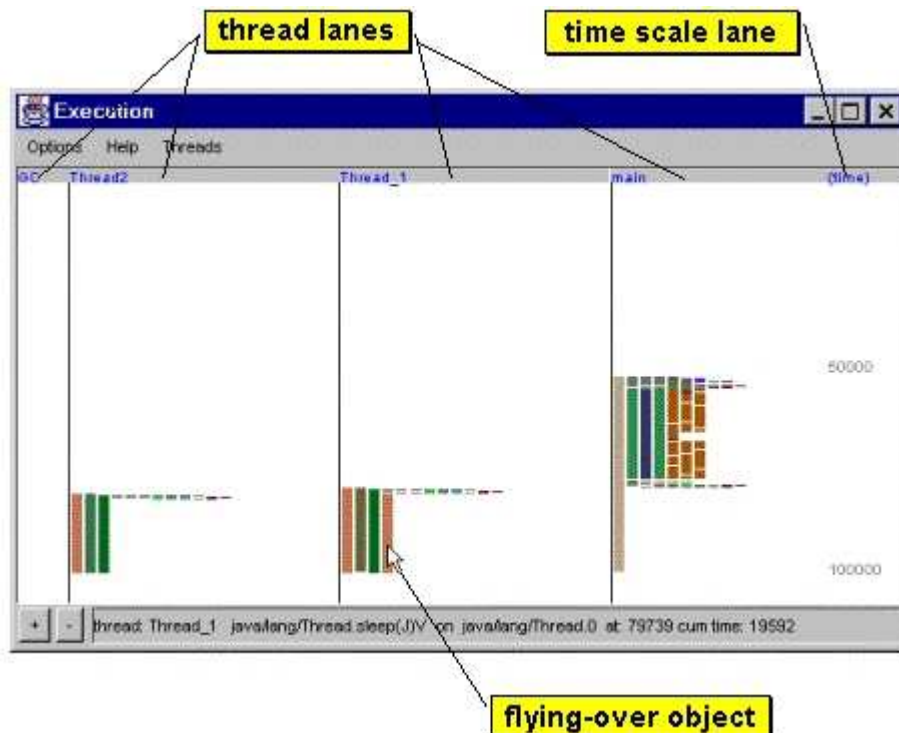 thread lanes
time scale lane
Execution
Options Help Threads
GC Thread2 Thread_1 main (time)
50000
100000
+ - thread: Thread_1 java/lang/Thread.sleep(J)V on java/lang/Thread.0 at: 79739 cum time: 19592
flying-over object